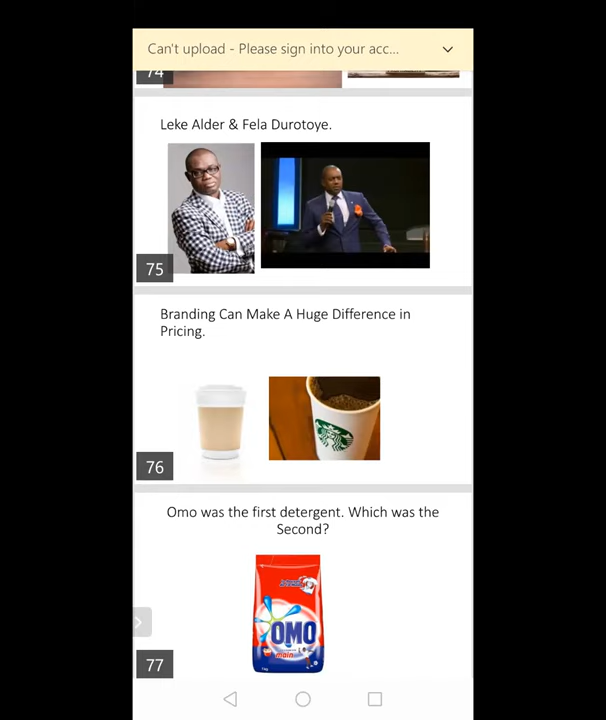 Can't upload - Please sign into your acc...
74
Leke Alder & Fela Durotoye.
75
Branding Can Make A Huge Difference in
Pricing.
76
Omo was the first detergent. Which was the
Second?
OMO
main
77